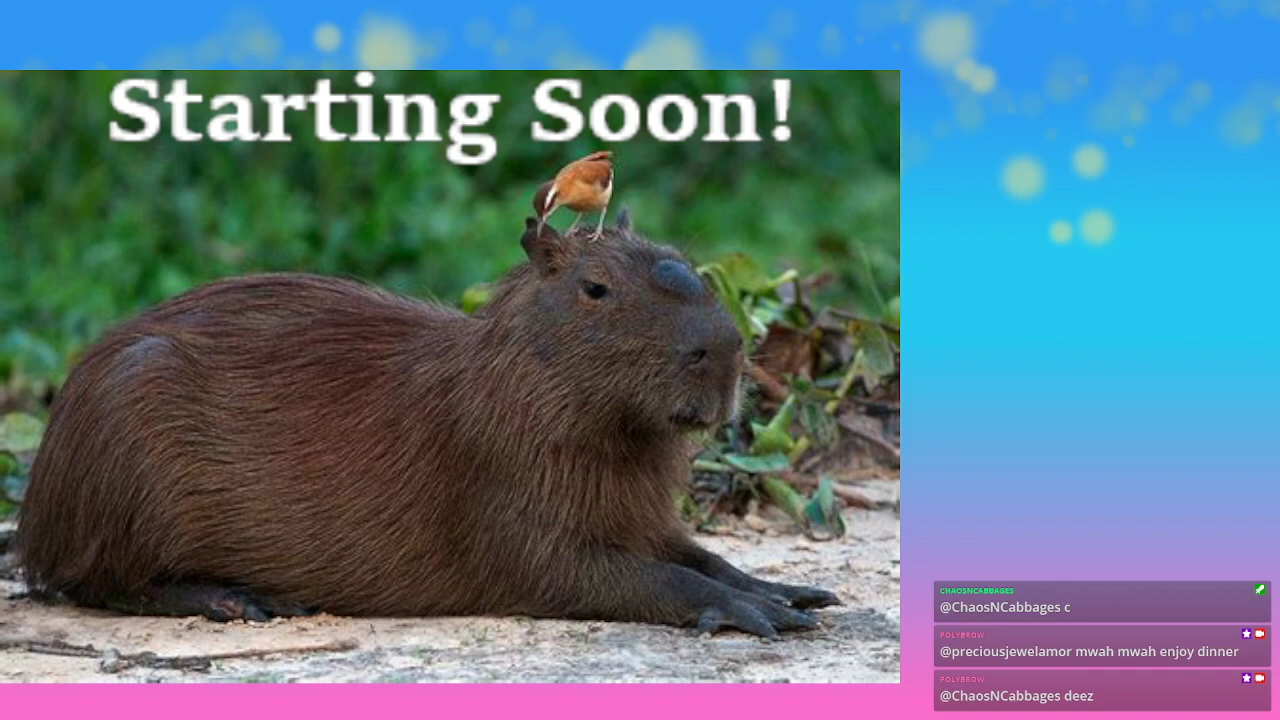 Starting Soon!
CHAOSNCABBAGES
@ChaosNCabbages c
POLYBROW
@preciousjewelamor mwah mwah enjoy dinner
POLYBROW
@ChaosNCabbages deez